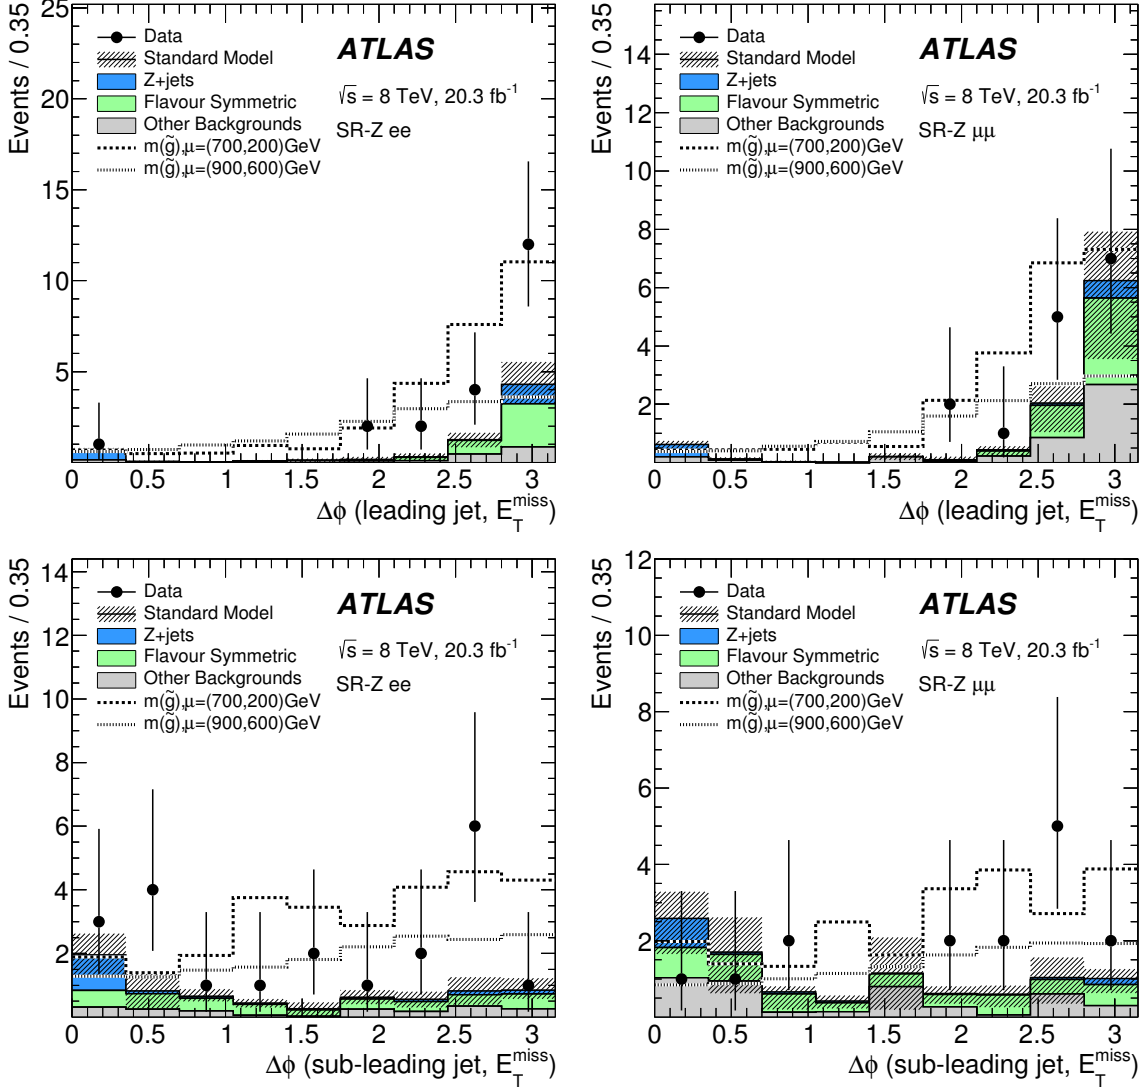 Events / 0.35
25
20
15
10
5
Data
Standard Model
Z+jets
Flavour Symmetric
Other Backgrounds
m(g̃),μ=(700,200)GeV
m(g̃),μ=(900,600)GeV
ATLAS
√s = 8 TeV, 20.3 fb⁻¹
SR-Z ee
0 0.5 1 1.5 2 2.5 3
Δϕ (leading jet, E_T^miss)
Events / 0.35
14
12
10
8
6
4
2
Data
Standard Model
Z+jets
Flavour Symmetric
Other Backgrounds
m(g̃),μ=(700,200)GeV
m(g̃),μ=(900,600)GeV
ATLAS
√s = 8 TeV, 20.3 fb⁻¹
SR-Z μμ
0 0.5 1 1.5 2 2.5 3
Δϕ (leading jet, E_T^miss)
Events / 0.35
14
12
10
8
6
4
2
Data
Standard Model
Z+jets
Flavour Symmetric
Other Backgrounds
m(g̃),μ=(700,200)GeV
m(g̃),μ=(900,600)GeV
ATLAS
√s = 8 TeV, 20.3 fb⁻¹
SR-Z ee
0 0.5 1 1.5 2 2.5 3
Δϕ (sub-leading jet, E_T^miss)
Events / 0.35
12
10
8
6
4
2
Data
Standard Model
Z+jets
Flavour Symmetric
Other Backgrounds
m(g̃),μ=(700,200)GeV
m(g̃),μ=(900,600)GeV
ATLAS
√s = 8 TeV, 20.3 fb⁻¹
SR-Z μμ
0 0.5 1 1.5 2 2.5 3
Δϕ (sub-leading jet, E_T^miss)